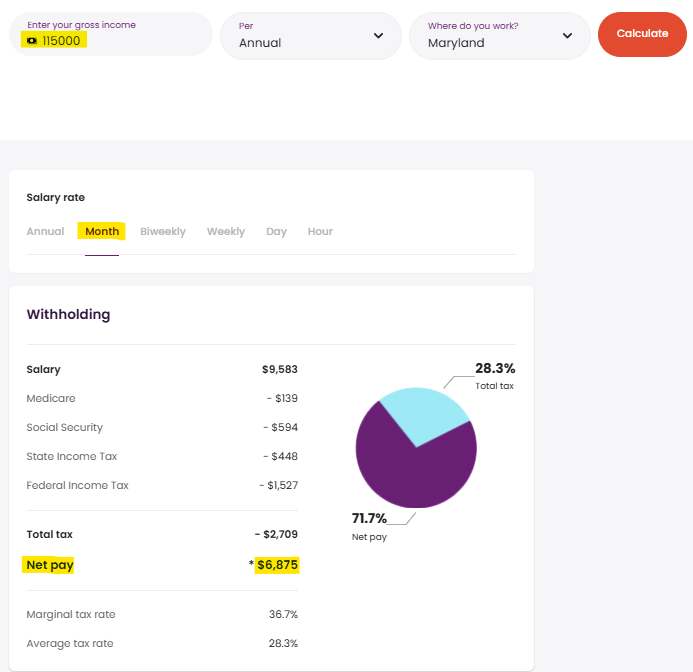 Enter your gross income
115000
Per
Annual
Where do you work?
Maryland
Calculate
Salary rate
Annual Month Biweekly Weekly Day Hour
Withholding
Salary $9,583
Medicare - $139
Social Security - $594
State Income Tax - $448
Federal Income Tax - $1,527
Total tax - $2,709
Net pay * $6,875
Marginal tax rate 36.7%
Average tax rate 28.3%
28.3%
Total tax
71.7%
Net pay